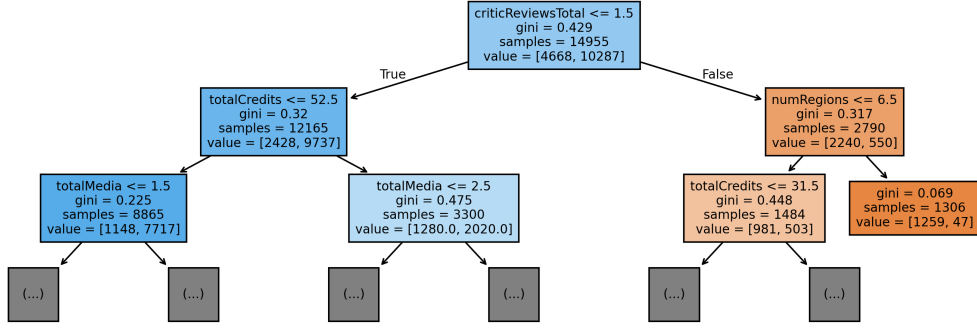 criticReviewsTotal <= 1.5
gini = 0.429
samples = 14955
value = [4668, 10287]
True
False
totalCredits <= 52.5
gini = 0.32
samples = 12165
value = [2428, 9737]
numRegions <= 6.5
gini = 0.317
samples = 2790
value = [2240, 550]
totalMedia <= 1.5
gini = 0.225
samples = 8865
value = [1148, 7717]
totalMedia <= 2.5
gini = 0.475
samples = 3300
value = [1280.0, 2020.0]
totalCredits <= 31.5
gini = 0.448
samples = 1484
value = [981, 503]
gini = 0.069
samples = 1306
value = [1259, 47]
(...)
(...)
(...)
(...)
(...)
(...)